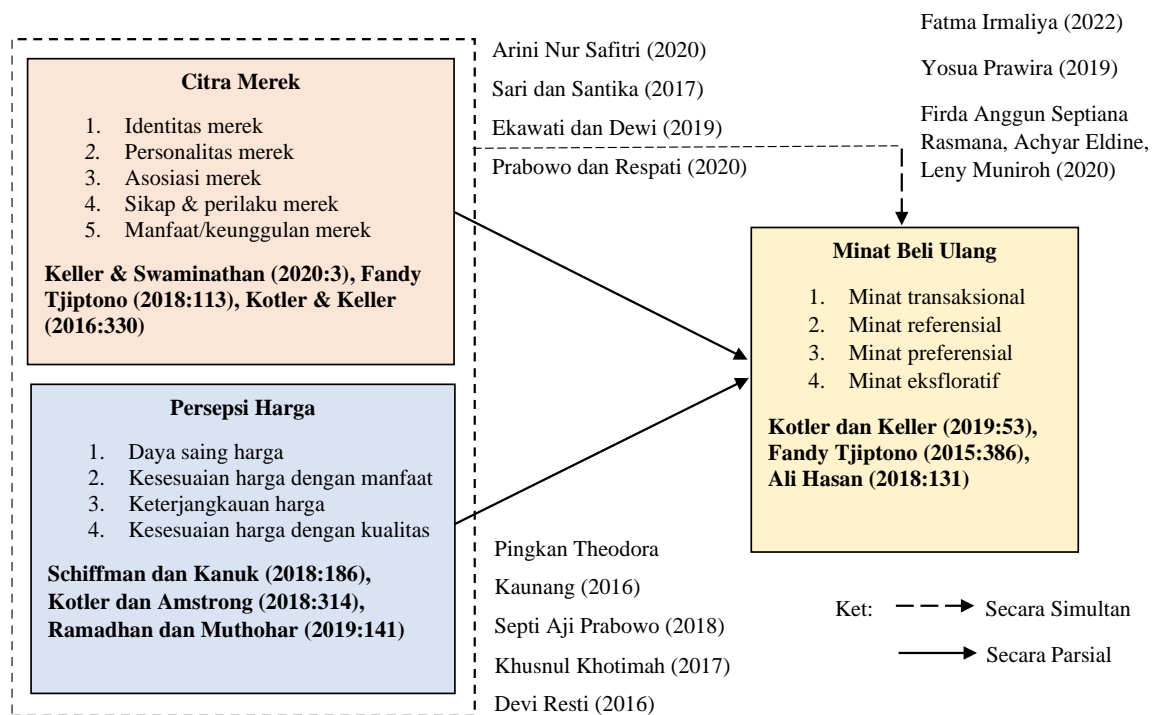 Citra Merek
1. Identitas merek
2. Personalitas merek
3. Asosiasi merek
4. Sikap & perilaku merek
5. Manfaat/keunggulan merek
Keller & Swaminathan (2020:3), Fandy
Tjiptono (2018:113), Kotler & Keller
(2016:330)
Persepsi Harga
1. Daya saing harga
2. Kesesuaian harga dengan manfaat
3. Keterjangkauan harga
4. Kesesuaian harga dengan kualitas
Schiffman dan Kanuk (2018:186),
Kotler dan Amstrong (2018:314),
Ramadhan dan Muthohar (2019:141)
Arini Nur Safitri (2020)
Sari dan Santika (2017)
Ekawati dan Dewi (2019)
Prabowo dan Respati (2020)
Pingkan Theodora
Kaunang (2016)
Septi Aji Prabowo (2018)
Khusnul Khotimah (2017)
Devi Resti (2016)
Fatma Irmaliya (2022)
Yosua Prawira (2019)
Firda Anggun Septiana
Rasmana, Achyar Eldine,
Leny Muniroh (2020)
Minat Beli Ulang
1. Minat transaksional
2. Minat referensial
3. Minat preferensial
4. Minat eksfloratif
Kotler dan Keller (2019:53),
Fandy Tjiptono (2015:386),
Ali Hasan (2018:131)
Ket: Secara Simultan
Secara Parsial